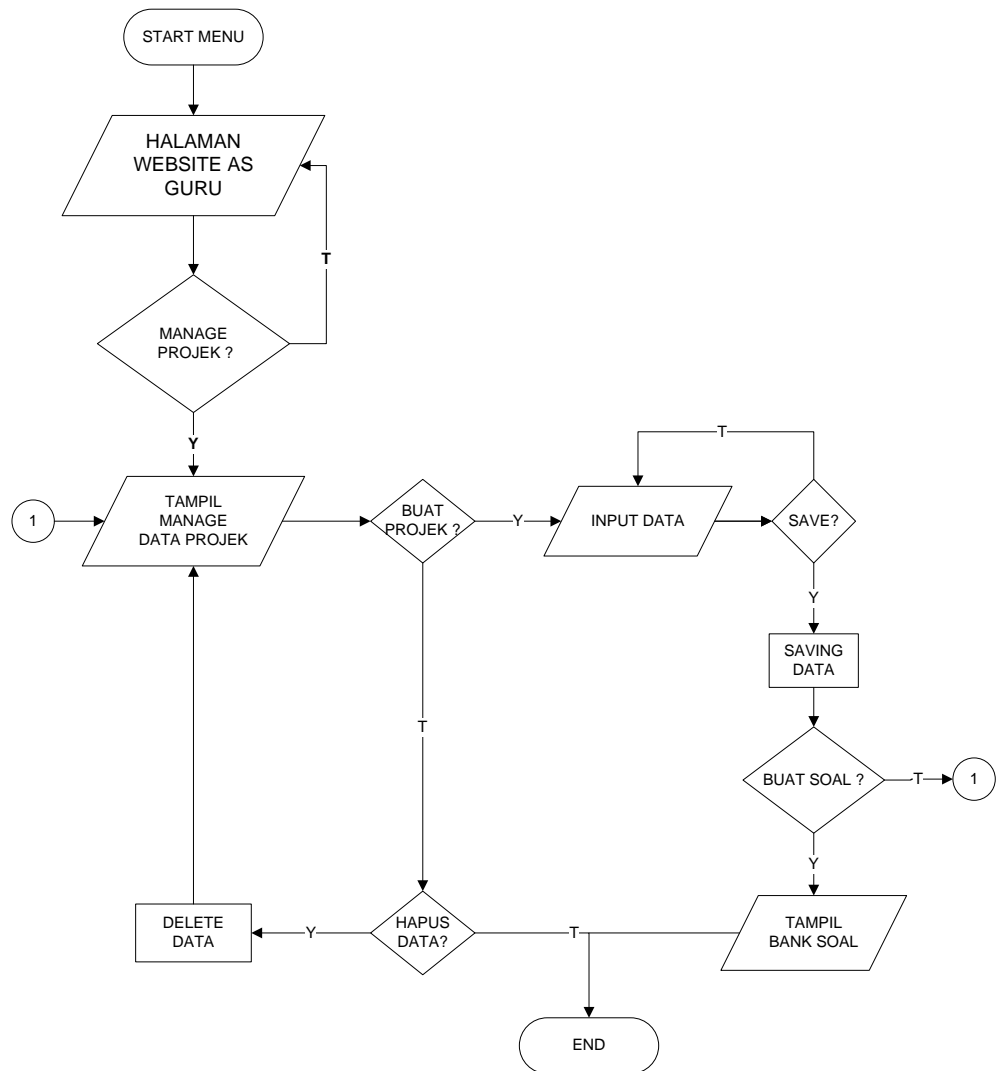 START MENU
HALAMAN
WEBSITE AS
GURU
T
MANAGE
PROJEK ?
Y
T
1
TAMPIL
MANAGE
DATA PROJEK
BUAT
PROJEK ?
Y
INPUT DATA
SAVE?
Y
SAVING
DATA
T
BUAT SOAL ?
T
1
Y
DELETE
DATA
Y
HAPUS
DATA?
T
TAMPIL
BANK SOAL
END